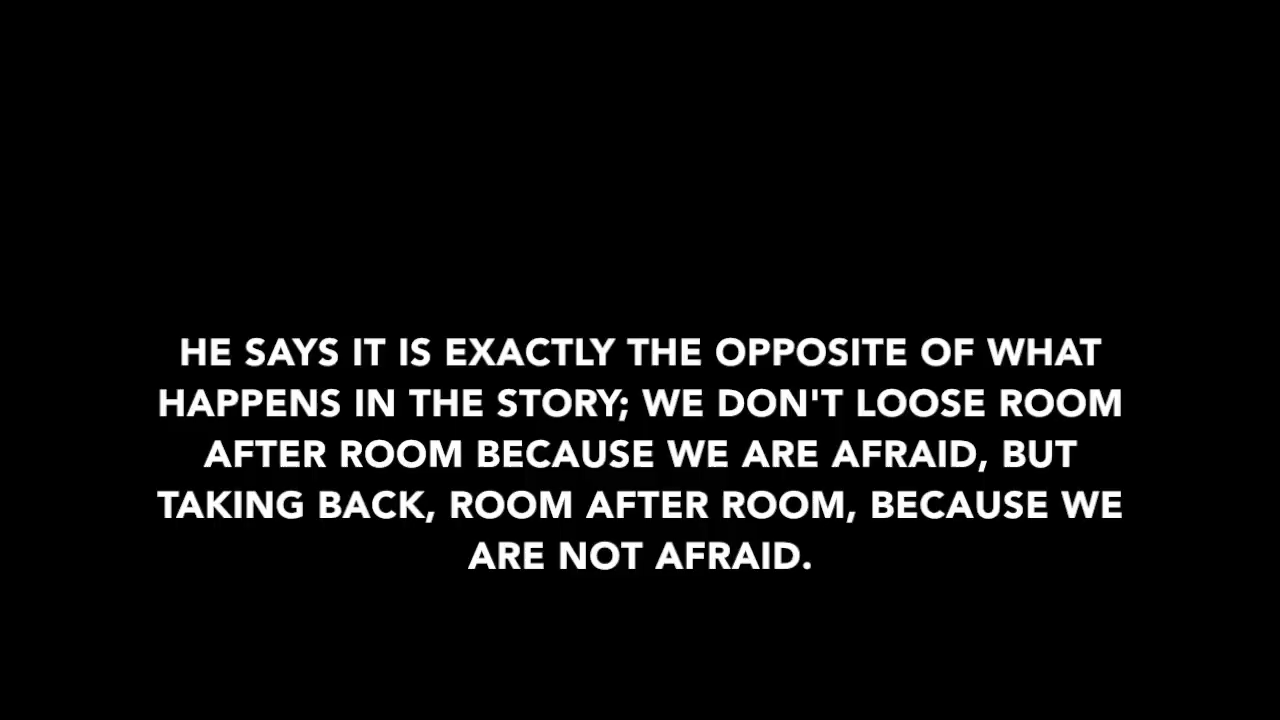 HE SAYS IT IS EXACTLY THE OPPOSITE OF WHAT
HAPPENS IN THE STORY; WE DON'T LOOSE ROOM
AFTER ROOM BECAUSE WE ARE AFRAID, BUT
TAKING BACK, ROOM AFTER ROOM, BECAUSE WE
ARE NOT AFRAID.